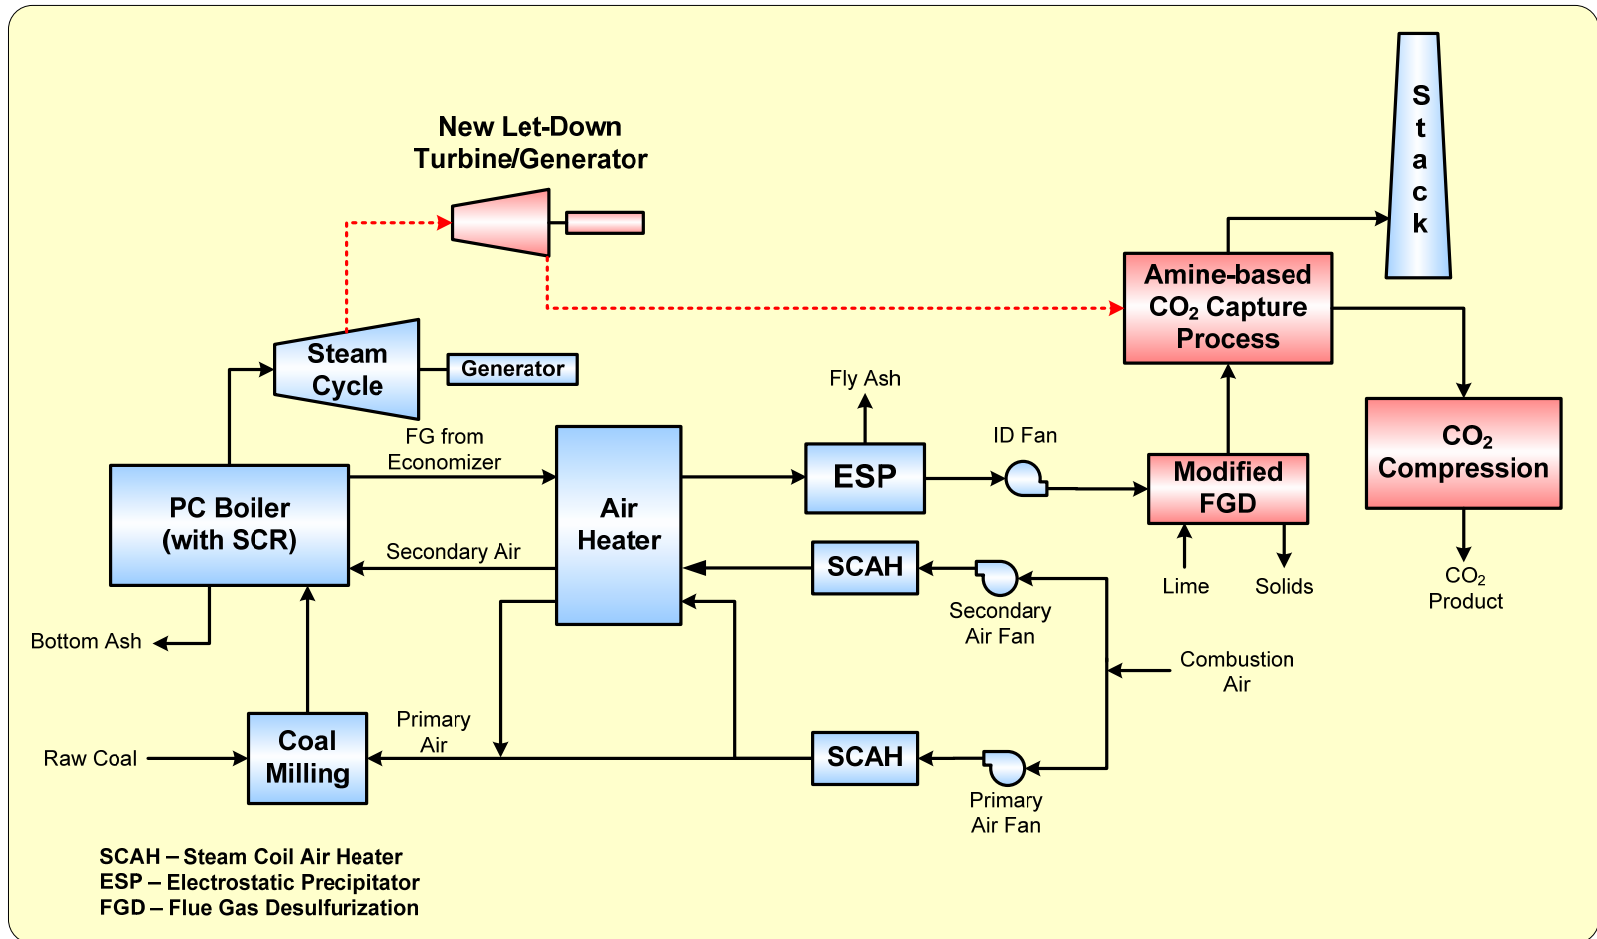 New Let-Down
Turbine/Generator
S
t
a
c
k
Amine-based
CO₂ Capture
Process
Steam
Cycle
Generator
Fly Ash
FG from
Economizer
ID Fan
CO₂
Compression
ESP
Modified
FGD
PC Boiler
(with SCR)
Air
Heater
Secondary Air
SCAH
Lime
Solids
CO₂
Product
Secondary
Air Fan
Bottom Ash
Combustion
Air
Primary
Air
Raw Coal
Coal
Milling
SCAH
Primary
Air Fan
SCAH – Steam Coil Air Heater
ESP – Electrostatic Precipitator
FGD – Flue Gas Desulfurization